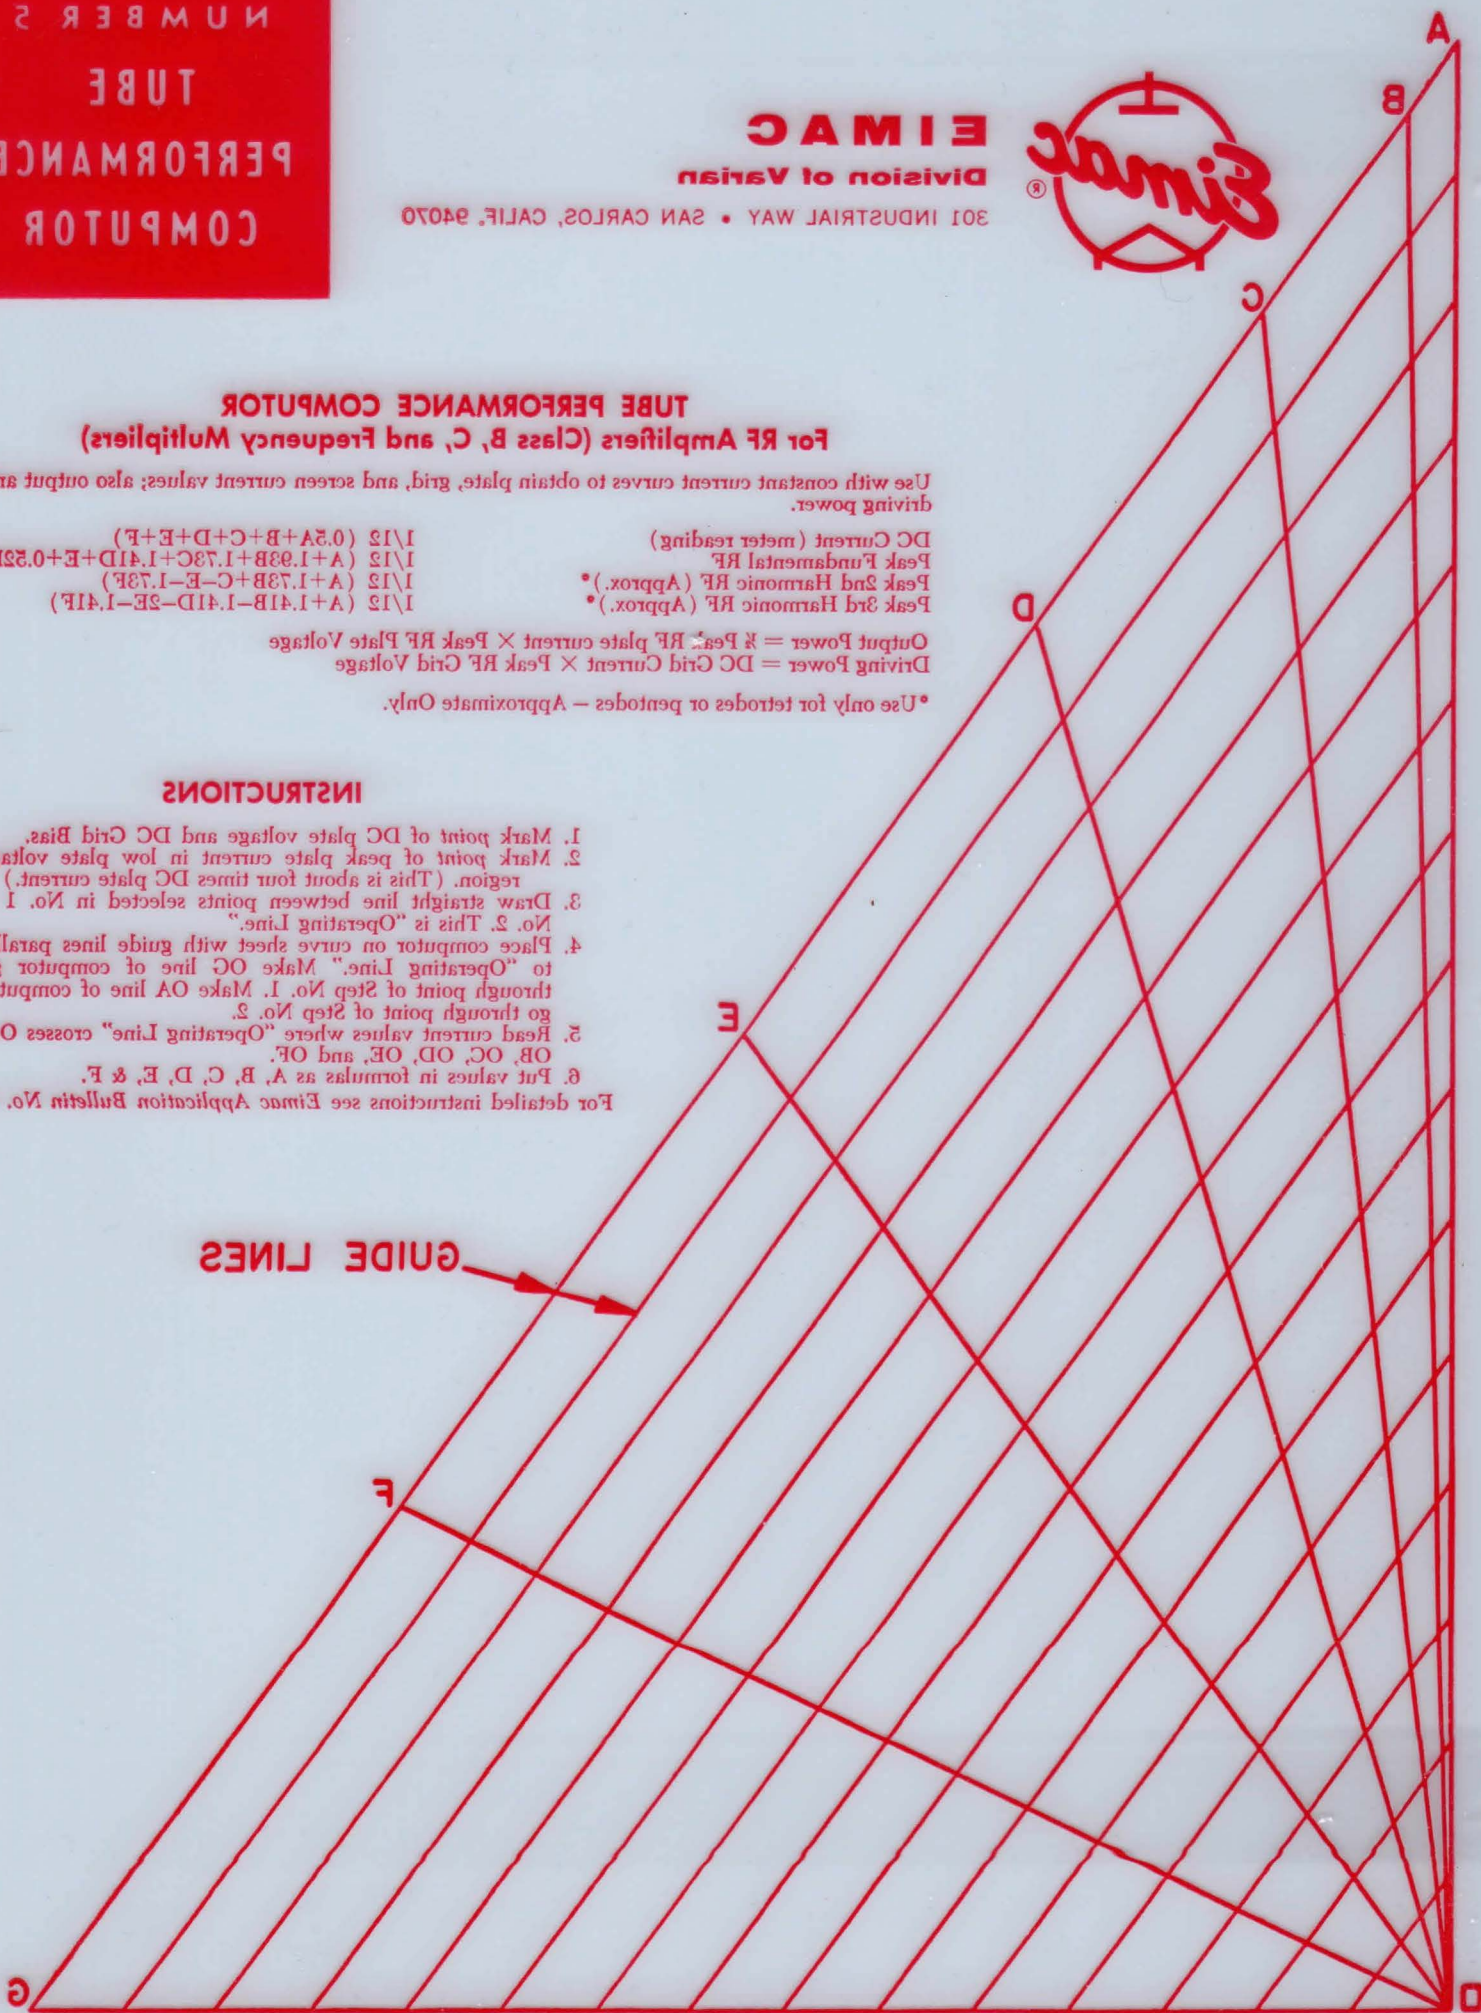 NUMBER 5
TUBE
PERFORMANCE
COMPUTOR
Eimac ®
EIMAC
Division of Varian
301 INDUSTRIAL WAY • SAN CARLOS, CALIF. 94070
TUBE PERFORMANCE COMPUTOR
For RF Amplifiers (Class B, C, and Frequency Multipliers)
Use with constant current curves to obtain plate, grid, and screen current values; also output
driving power.
DC Current (meter reading) 1/12 (0.5A+B+C+D+E+F)
Peak Fundamental RF 1/12 (A+1.93B+1.73C+1.41D+E+0.52
Peak 2nd Harmonic RF (Approx.)* 1/12 (A+1.73B+C–E–1.73F)
Peak 3rd Harmonic RF (Approx.)* 1/12 (A+1.41B–1.41D–2E–1.41F)
Output Power = ½ Peak RF plate current × Peak RF Plate Voltage
Driving Power = DC Grid Current × Peak RF Grid Voltage
*Use only for tetrodes or pentodes — Approximate Only.
INSTRUCTIONS
1. Mark point of DC plate voltage and DC Grid Bias.
2. Mark point of peak plate current in low plate volta
region. (This is about four times DC plate current.)
3. Draw straight line between points selected in No. 1
No. 2. This is “Operating Line.”
4. Place computor on curve sheet with guide lines paral
to “Operating Line.” Make OG line of computor
through point of Step No. 1. Make OA line of comput
go through point of Step No. 2.
5. Read current values where “Operating Line” crosses O
OB, OC, OD, OE, and OF.
6. Put values in formulas as A, B, C, D, E, & F.
For detailed instructions see Eimac Application Bulletin No.
GUIDE LINES
A
B
C
D
E
F
G